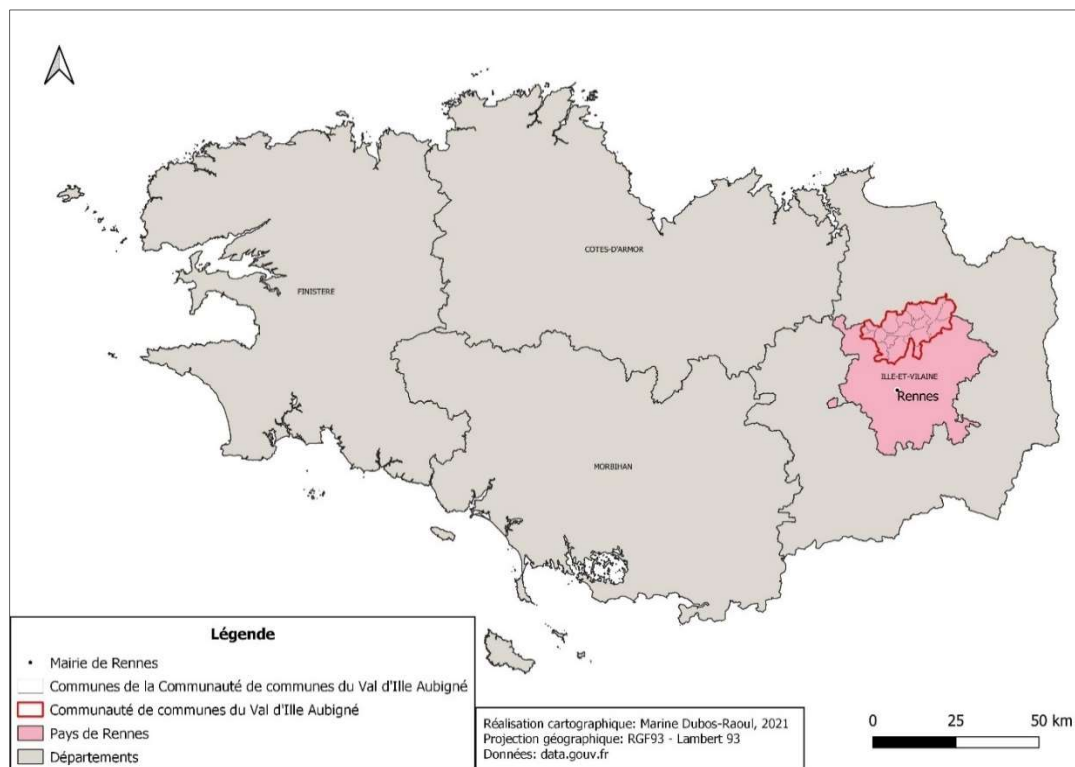 COTES-D'ARMOR
FINISTERE
ILLE-ET-VILAINE
Rennes
MORBIHAN
Légende
Mairie de Rennes
Communes de la Communauté de communes du Val d'Ille Aubigné
Communauté de communes du Val d'Ille Aubigné
Pays de Rennes
Départements
Réalisation cartographique: Marine Dubos-Raoul, 2021
Projection géographique: RGF93 - Lambert 93
Données: data.gouv.fr
0 25 50 km